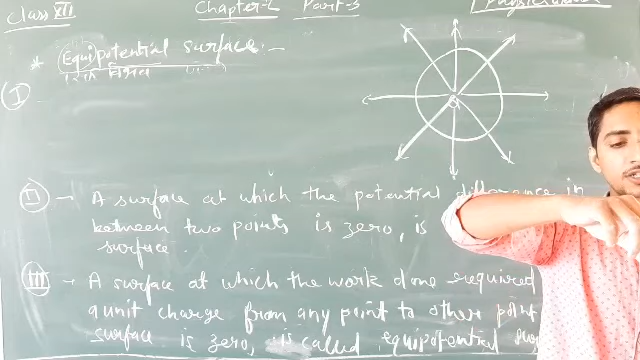 Class XII
Chapter-2 Part-3
Physics
* Equipotential surface :-
I
II - A surface at which the potential difference in
between two points is zero, is
surface.
III - A surface at which the work done required
a unit charge from any point to other point
surface is zero, is called equipotential